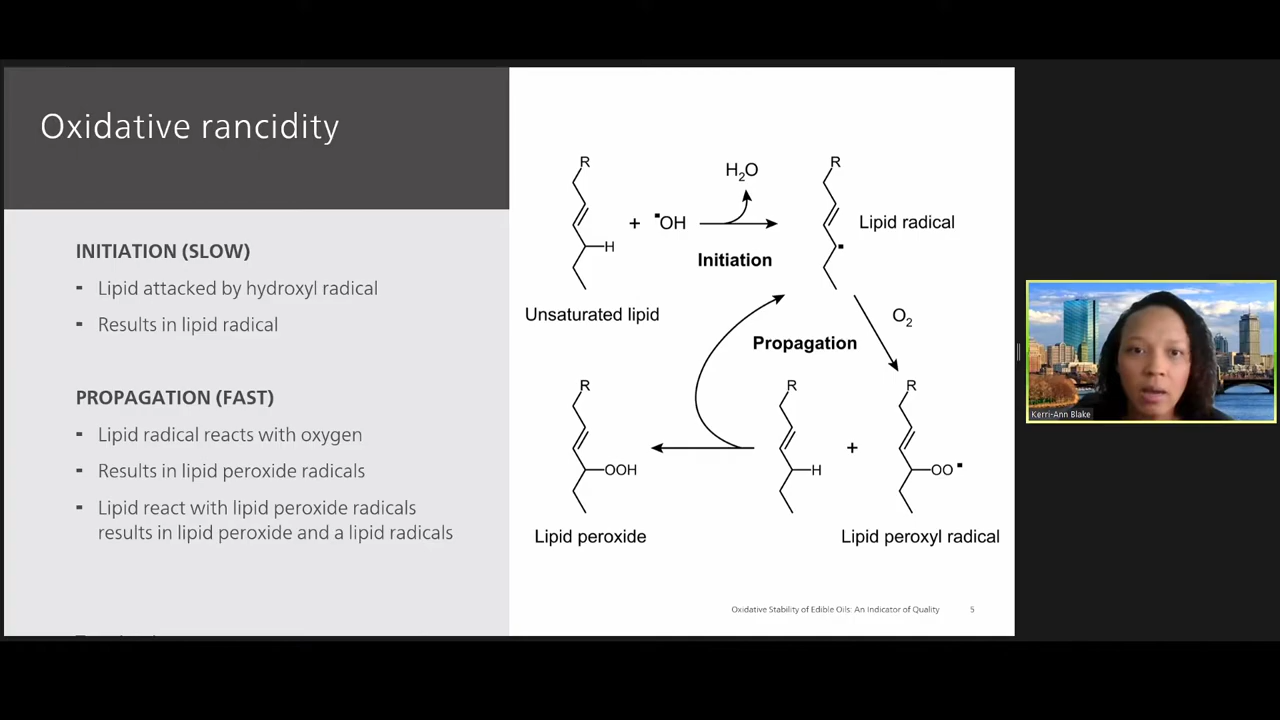 Oxidative rancidity
INITIATION (SLOW)
▪ Lipid attacked by hydroxyl radical
▪ Results in lipid radical
PROPAGATION (FAST)
▪ Lipid radical reacts with oxygen
▪ Results in lipid peroxide radicals
▪ Lipid react with lipid peroxide radicals
results in lipid peroxide and a lipid radicals
R
H
Unsaturated lipid
+
▪OH
H₂O
Initiation
R
▪
Lipid radical
O₂
Propagation
R
OOH
Lipid peroxide
R
H
+
R
OO▪
Lipid peroxyl radical
Oxidative Stability of Edible Oils: An Indicator of Quality
5
Kerri-Ann Blake